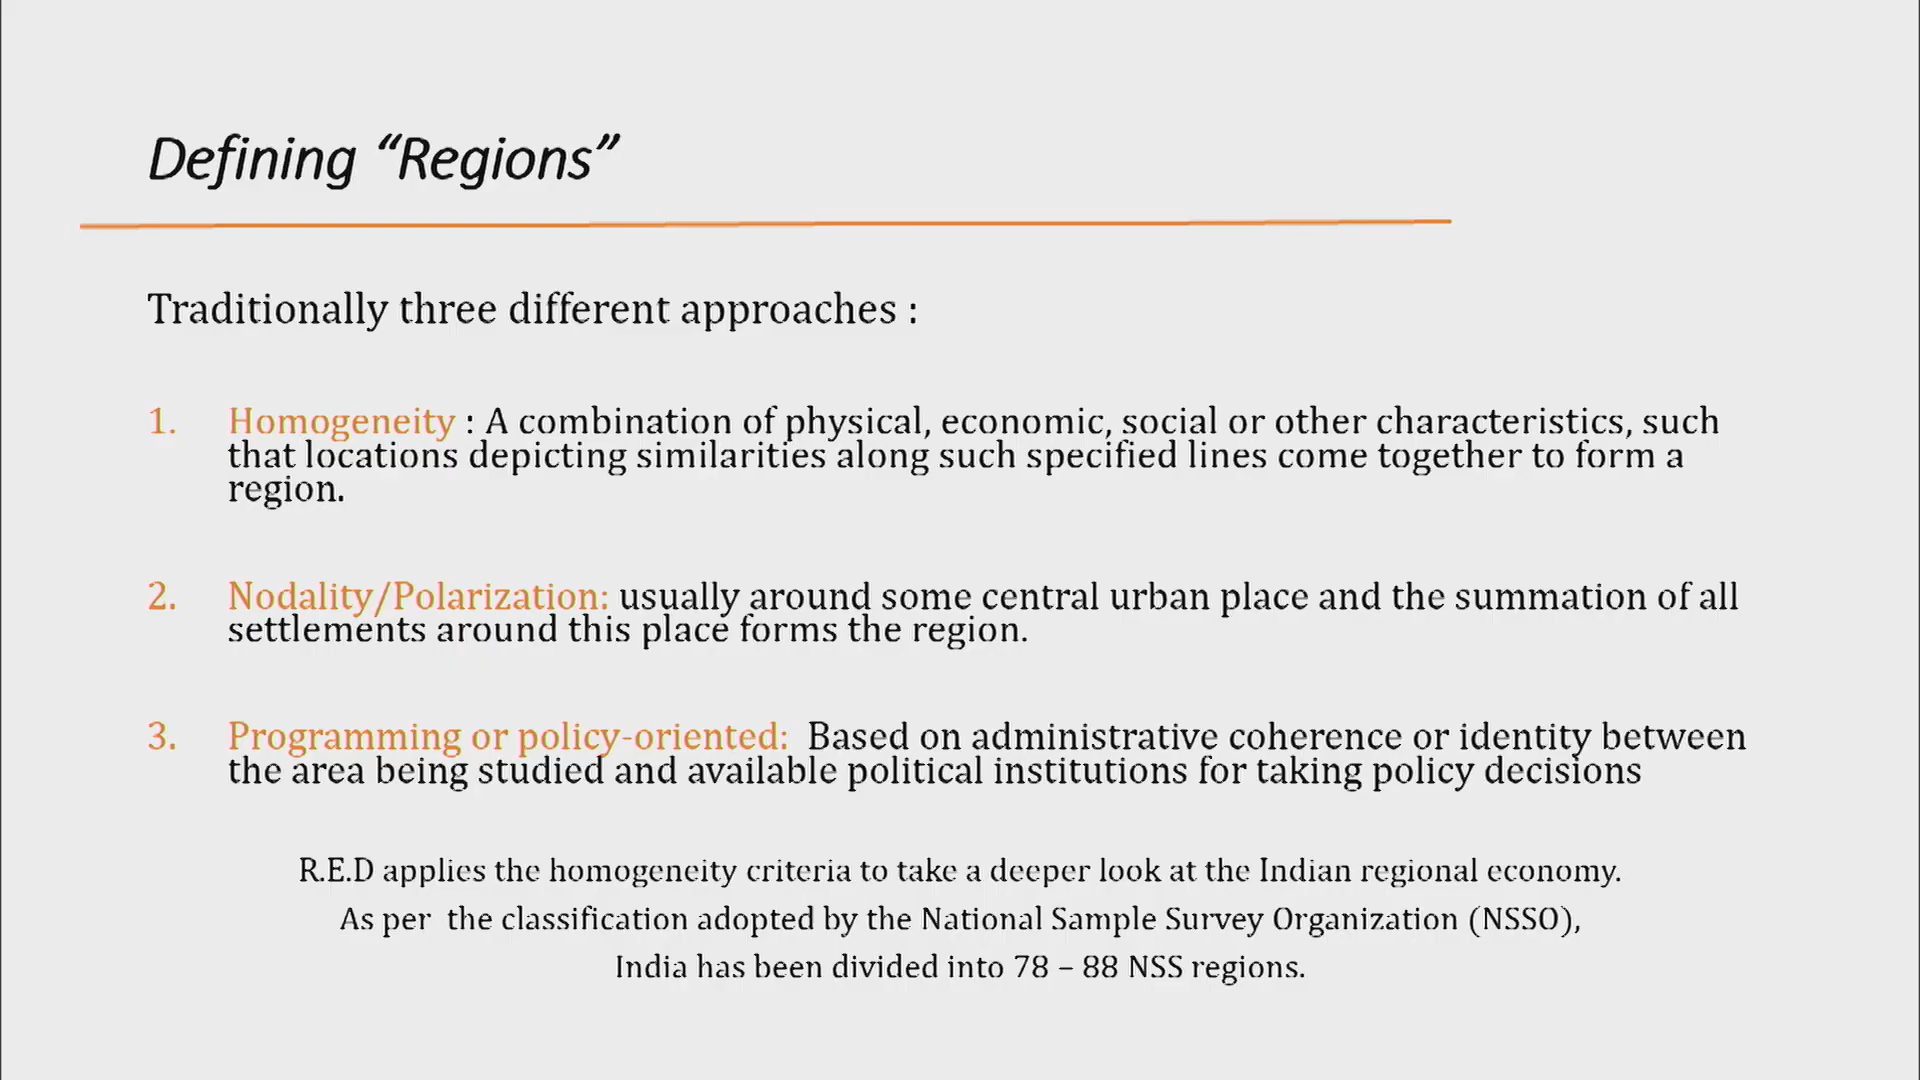 Defining “Regions”
Traditionally three different approaches :
1. Homogeneity : A combination of physical, economic, social or other characteristics, such
that locations depicting similarities along such specified lines come together to form a
region.
2. Nodality/Polarization: usually around some central urban place and the summation of all
settlements around this place forms the region.
3. Programming or policy-oriented: Based on administrative coherence or identity between
the area being studied and available political institutions for taking policy decisions
R.E.D applies the homogeneity criteria to take a deeper look at the Indian regional economy.
As per the classification adopted by the National Sample Survey Organization (NSSO),
India has been divided into 78 – 88 NSS regions.